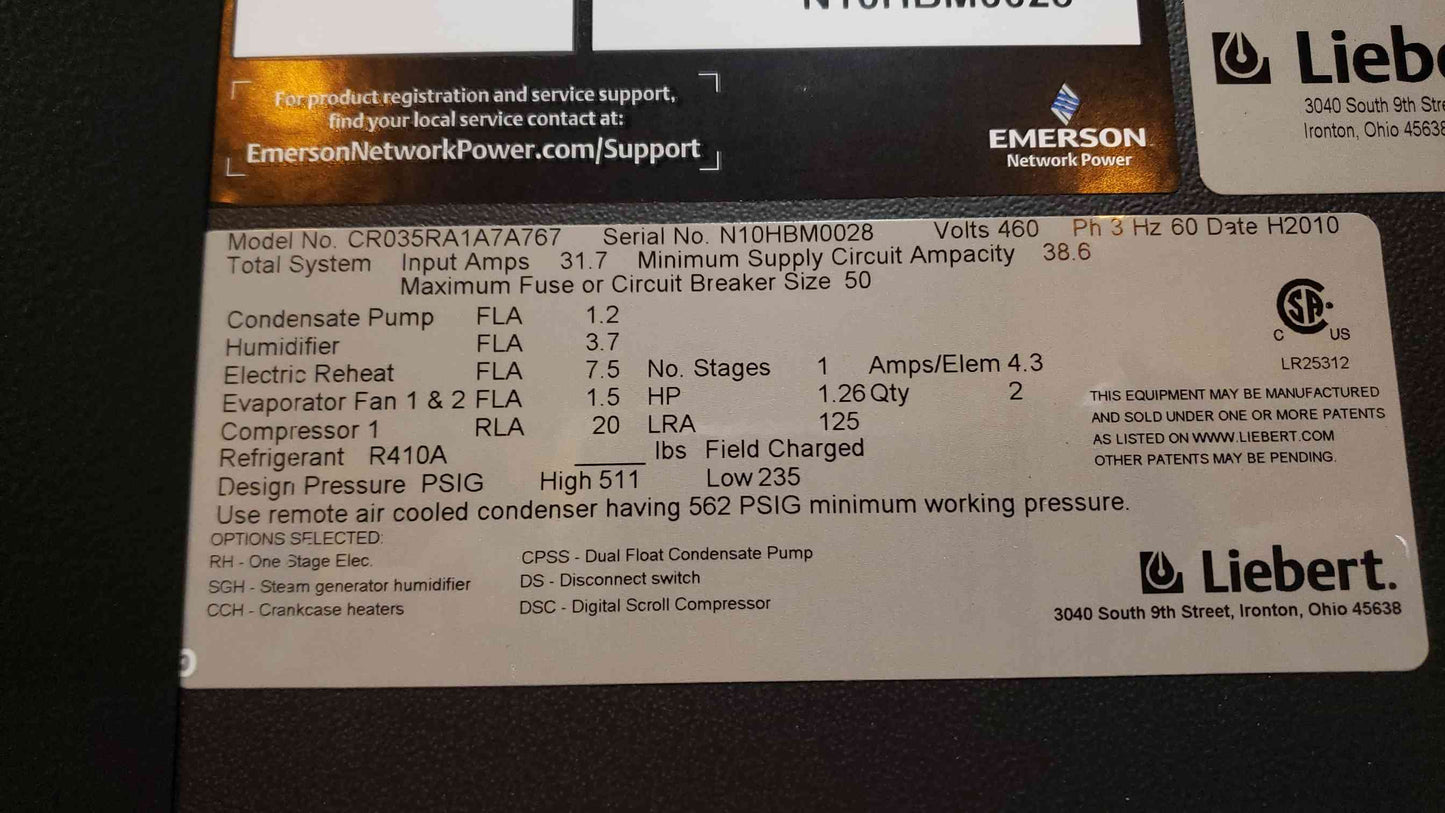 N10HBM0028
For product registration and service support,
find your local service contact at:
EmersonNetworkPower.com/Support
EMERSON
Network Power
Liebe
3040 South 9th Stre
Ironton, Ohio 45638
Model No. CR035RA1A7A767 Serial No. N10HBM0028 Volts 460 Ph 3 Hz 60 Date H2010
Total System Input Amps 31.7 Minimum Supply Circuit Ampacity 38.6
Maximum Fuse or Circuit Breaker Size 50
Condensate Pump FLA 1.2
Humidifier FLA 3.7
Electric Reheat FLA 7.5 No. Stages 1 Amps/Elem 4.3
Evaporator Fan 1 & 2 FLA 1.5 HP 1.26 Qty 2
Compressor 1 RLA 20 LRA 125
Refrigerant R410A ______ lbs Field Charged
Design Pressure PSIG High 511 Low 235
Use remote air cooled condenser having 562 PSIG minimum working pressure.
C SA US
LR25312
THIS EQUIPMENT MAY BE MANUFACTURED
AND SOLD UNDER ONE OR MORE PATENTS
AS LISTED ON WWW.LIEBERT.COM
OTHER PATENTS MAY BE PENDING.
OPTIONS SELECTED:
RH - One Stage Elec.
SGH - Steam generator humidifier
CCH - Crankcase heaters
CPSS - Dual Float Condensate Pump
DS - Disconnect switch
DSC - Digital Scroll Compressor
Liebert.
3040 South 9th Street, Ironton, Ohio 45638